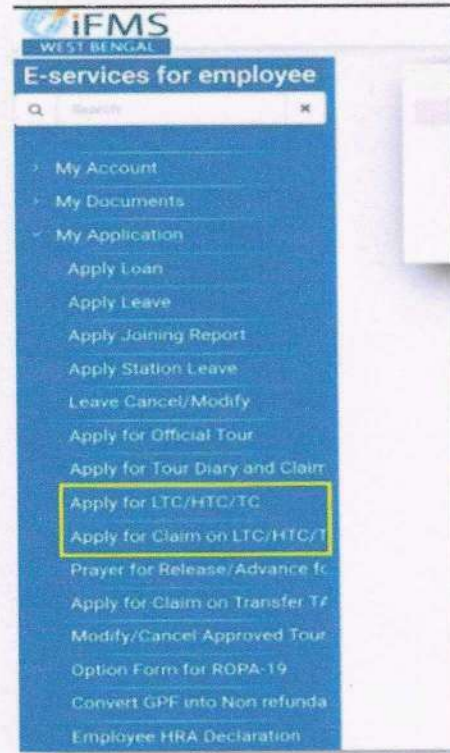 iFMS
WEST BENGAL
E-services for employee
Search
My Account
My Documents
My Application
Apply Loan
Apply Leave
Apply Joining Report
Apply Station Leave
Leave Cancel/Modify
Apply for Official Tour
Apply for Tour Diary and Claim
Apply for LTC/HTC/TC
Apply for Claim on LTC/HTC/T
Prayer for Release/Advance fo
Apply for Claim on Transfer TA
Modify/Cancel Approved Tour
Option Form for ROPA-19
Convert GPF into Non refunda
Employee HRA Declaration